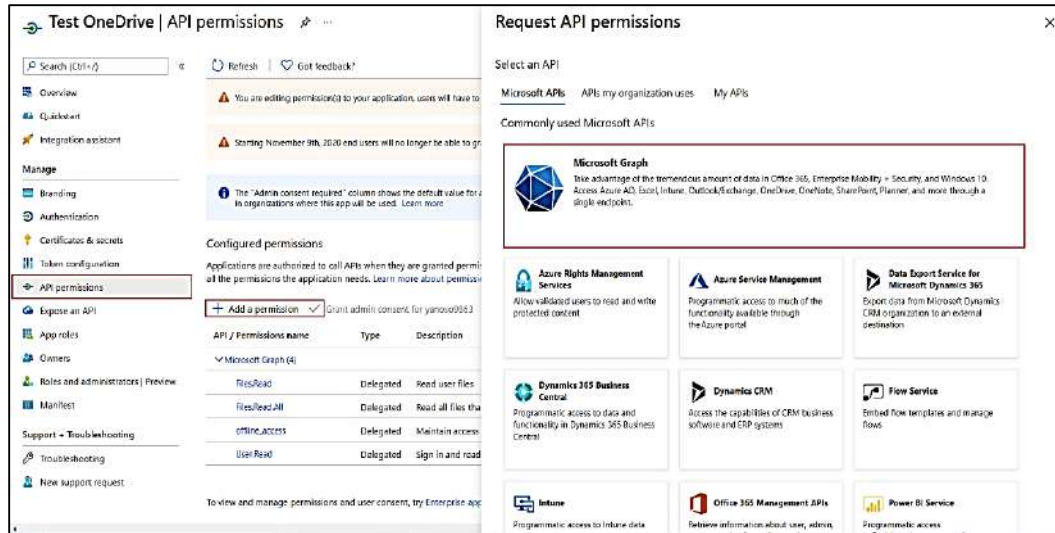 Test OneDrive | API permissions
Search (Ctrl+/)
Overview
Quickstart
Integration assistant
Manage
Branding
Authentication
Certificates & secrets
Token configuration
API permissions
Expose an API
App roles
Owners
Roles and administrators | Preview
Manifest
Support + Troubleshooting
Troubleshooting
New support request
Refresh
Got feedback?
You are editing permission(s) to your application, users will have to
Starting November 9th, 2020 end users will no longer be able to gr
The "Admin consent required" column shows the default value for a
in organizations where this app will be used. Learn more
Configured permissions
Applications are authorized to call APIs when they are granted permis
all the permissions the application needs. Learn more about permissio
+ Add a permission
Grant admin consent for
API / Permissions name Type Description
Microsoft Graph (4)
Files.Read Delegated Read user files
Files.Read.All Delegated Read all files tha
offline_access Delegated Maintain access
User.Read Delegated Sign in and read
To view and manage permissions and user consent, try Enterprise app
Request API permissions
Select an API
Microsoft APIs APIs my organization uses My APIs
Commonly used Microsoft APIs
Microsoft Graph
Take advantage of the tremendous amount of data in Office 365, Enterprise Mobility + Security, and Windows 10.
Access Azure AD, Excel, Intune, Outlook/Exchange, OneDrive, OneNote, SharePoint, Planner, and more through a
single endpoint.
Azure Rights Management
Services
Allow validated users to read and write
protected content
Azure Service Management
Programmatic access to much of the
functionality available through
the Azure portal
Data Export Service for
Microsoft Dynamics 365
Export data from Microsoft Dynamics
CRM organization to an external
destination
Dynamics 365 Business
Central
Programmatic access to data and
functionality in Dynamics 365 Business
Central
Dynamics CRM
Access the capabilities of CRM business
software and ERP systems
Flow Service
Embed flow templates and manage
flows
Intune
Programmatic access to Intune data
Office 365 Management APIs
Retrieve information about user, admin,
Power BI Service
Programmatic access